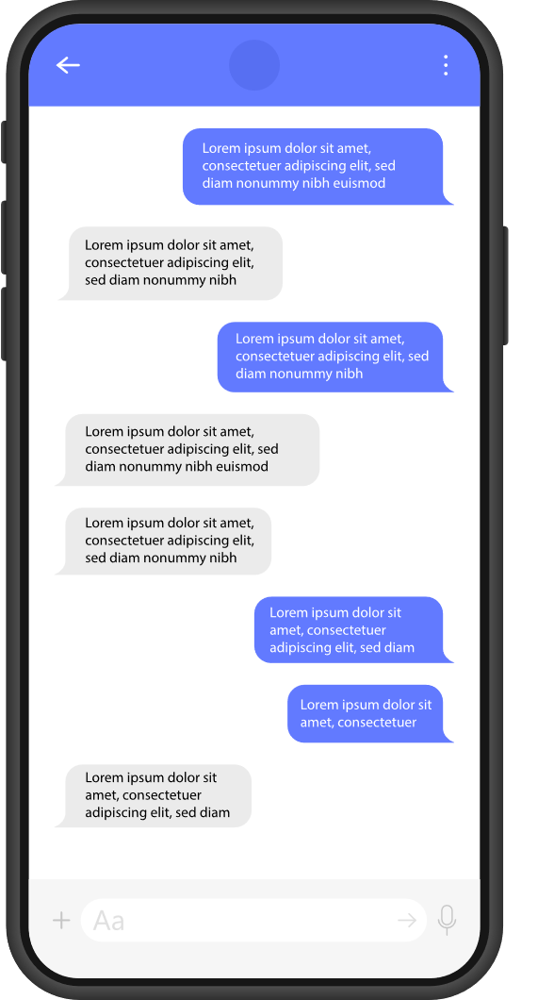 Lorem ipsum dolor sit amet,
consectetuer adipiscing elit, sed
diam nonummy nibh euismod
Lorem ipsum dolor sit amet,
consectetuer adipiscing elit,
sed diam nonummy nibh
Lorem ipsum dolor sit amet,
consectetuer adipiscing elit, sed
diam nonummy nibh
Lorem ipsum dolor sit amet,
consectetuer adipiscing elit, sed
diam nonummy nibh euismod
Lorem ipsum dolor sit amet,
consectetuer adipiscing elit,
sed diam nonummy nibh
Lorem ipsum dolor sit
amet, consectetuer
adipiscing elit, sed diam
Lorem ipsum dolor sit
amet, consectetuer
Lorem ipsum dolor sit
amet, consectetuer
adipiscing elit, sed diam
Aa